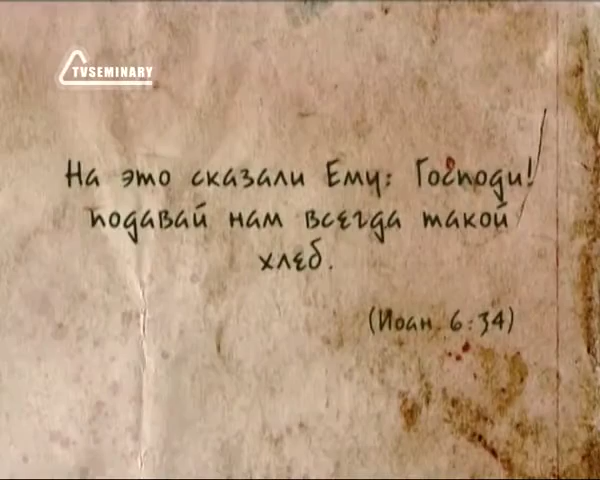 TVSEMINARY
На это сказали Ему: Господи!
подавай нам всегда такой
хлеб.
(Иоан. 6:34)